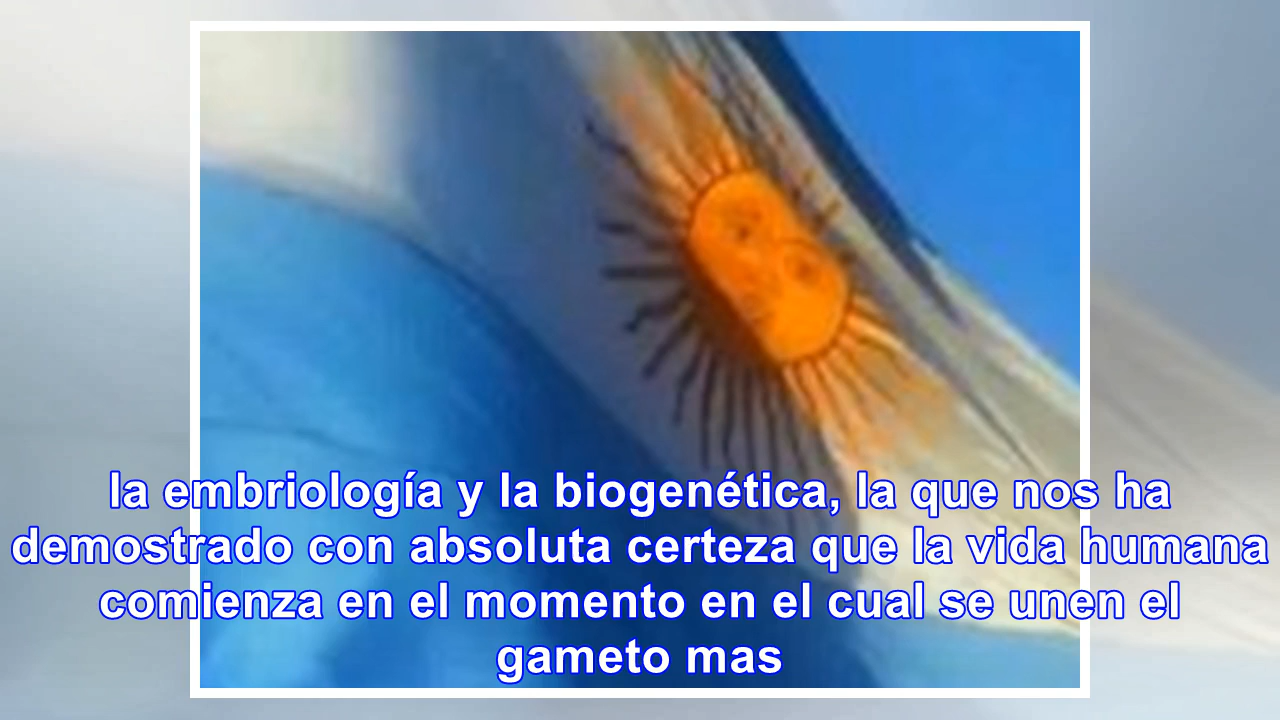 la embriología y la biogenética, la que nos ha
demostrado con absoluta certeza que la vida humana
comienza en el momento en el cual se unen el
gameto mas